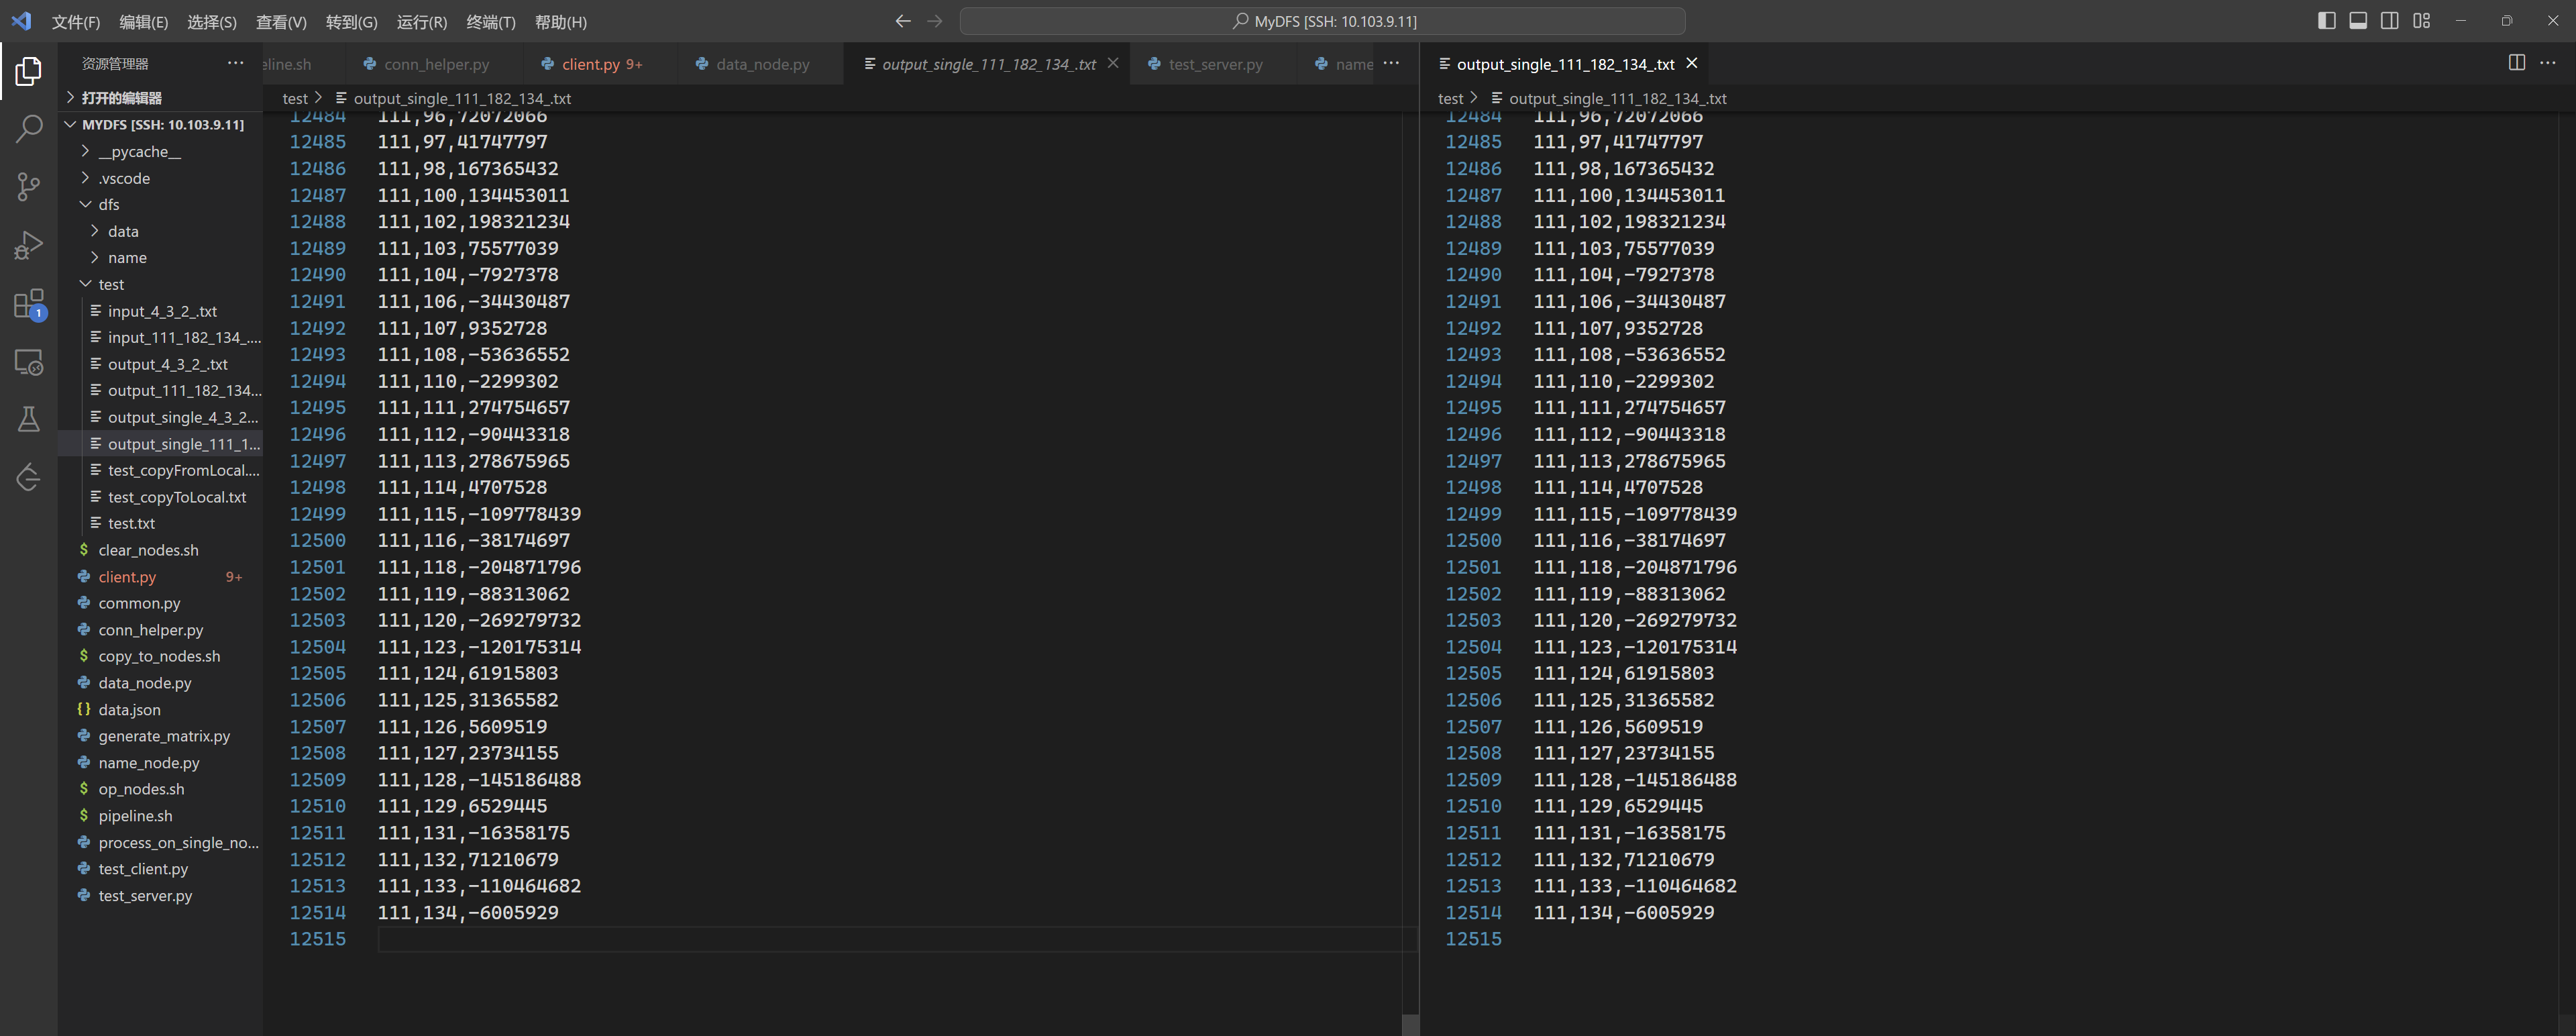 文件(F) 编辑(E) 选择(S) 查看(V) 转到(G) 运行(R) 终端(T) 帮助(H)
MyDFS [SSH: 10.103.9.11]
资源管理器
打开的编辑器
MYDFS [SSH: 10.103.9.11]
__pycache__
.vscode
dfs
data
name
test
input_4_3_2_.txt
input_111_182_134_....
output_4_3_2_.txt
output_111_182_134...
output_single_4_3_2...
output_single_111_1...
test_copyFromLocal....
test_copyToLocal.txt
test.txt
clear_nodes.sh
client.py 9+
common.py
conn_helper.py
copy_to_nodes.sh
data_node.py
data.json
generate_matrix.py
name_node.py
op_nodes.sh
pipeline.sh
process_on_single_no...
test_client.py
test_server.py
1
eline.sh conn_helper.py client.py 9+ data_node.py output_single_111_182_134_.txt test_server.py name
test > output_single_111_182_134_.txt
12484 111,96,72072066
12485 111,97,41747797
12486 111,98,167365432
12487 111,100,134453011
12488 111,102,198321234
12489 111,103,75577039
12490 111,104,-7927378
12491 111,106,-34430487
12492 111,107,9352728
12493 111,108,-53636552
12494 111,110,-2299302
12495 111,111,274754657
12496 111,112,-90443318
12497 111,113,278675965
12498 111,114,4707528
12499 111,115,-109778439
12500 111,116,-38174697
12501 111,118,-204871796
12502 111,119,-88313062
12503 111,120,-269279732
12504 111,123,-120175314
12505 111,124,61915803
12506 111,125,31365582
12507 111,126,5609519
12508 111,127,23734155
12509 111,128,-145186488
12510 111,129,6529445
12511 111,131,-16358175
12512 111,132,71210679
12513 111,133,-110464682
12514 111,134,-6005929
12515
output_single_111_182_134_.txt
test > output_single_111_182_134_.txt
12484 111,96,72072066
12485 111,97,41747797
12486 111,98,167365432
12487 111,100,134453011
12488 111,102,198321234
12489 111,103,75577039
12490 111,104,-7927378
12491 111,106,-34430487
12492 111,107,9352728
12493 111,108,-53636552
12494 111,110,-2299302
12495 111,111,274754657
12496 111,112,-90443318
12497 111,113,278675965
12498 111,114,4707528
12499 111,115,-109778439
12500 111,116,-38174697
12501 111,118,-204871796
12502 111,119,-88313062
12503 111,120,-269279732
12504 111,123,-120175314
12505 111,124,61915803
12506 111,125,31365582
12507 111,126,5609519
12508 111,127,23734155
12509 111,128,-145186488
12510 111,129,6529445
12511 111,131,-16358175
12512 111,132,71210679
12513 111,133,-110464682
12514 111,134,-6005929
12515